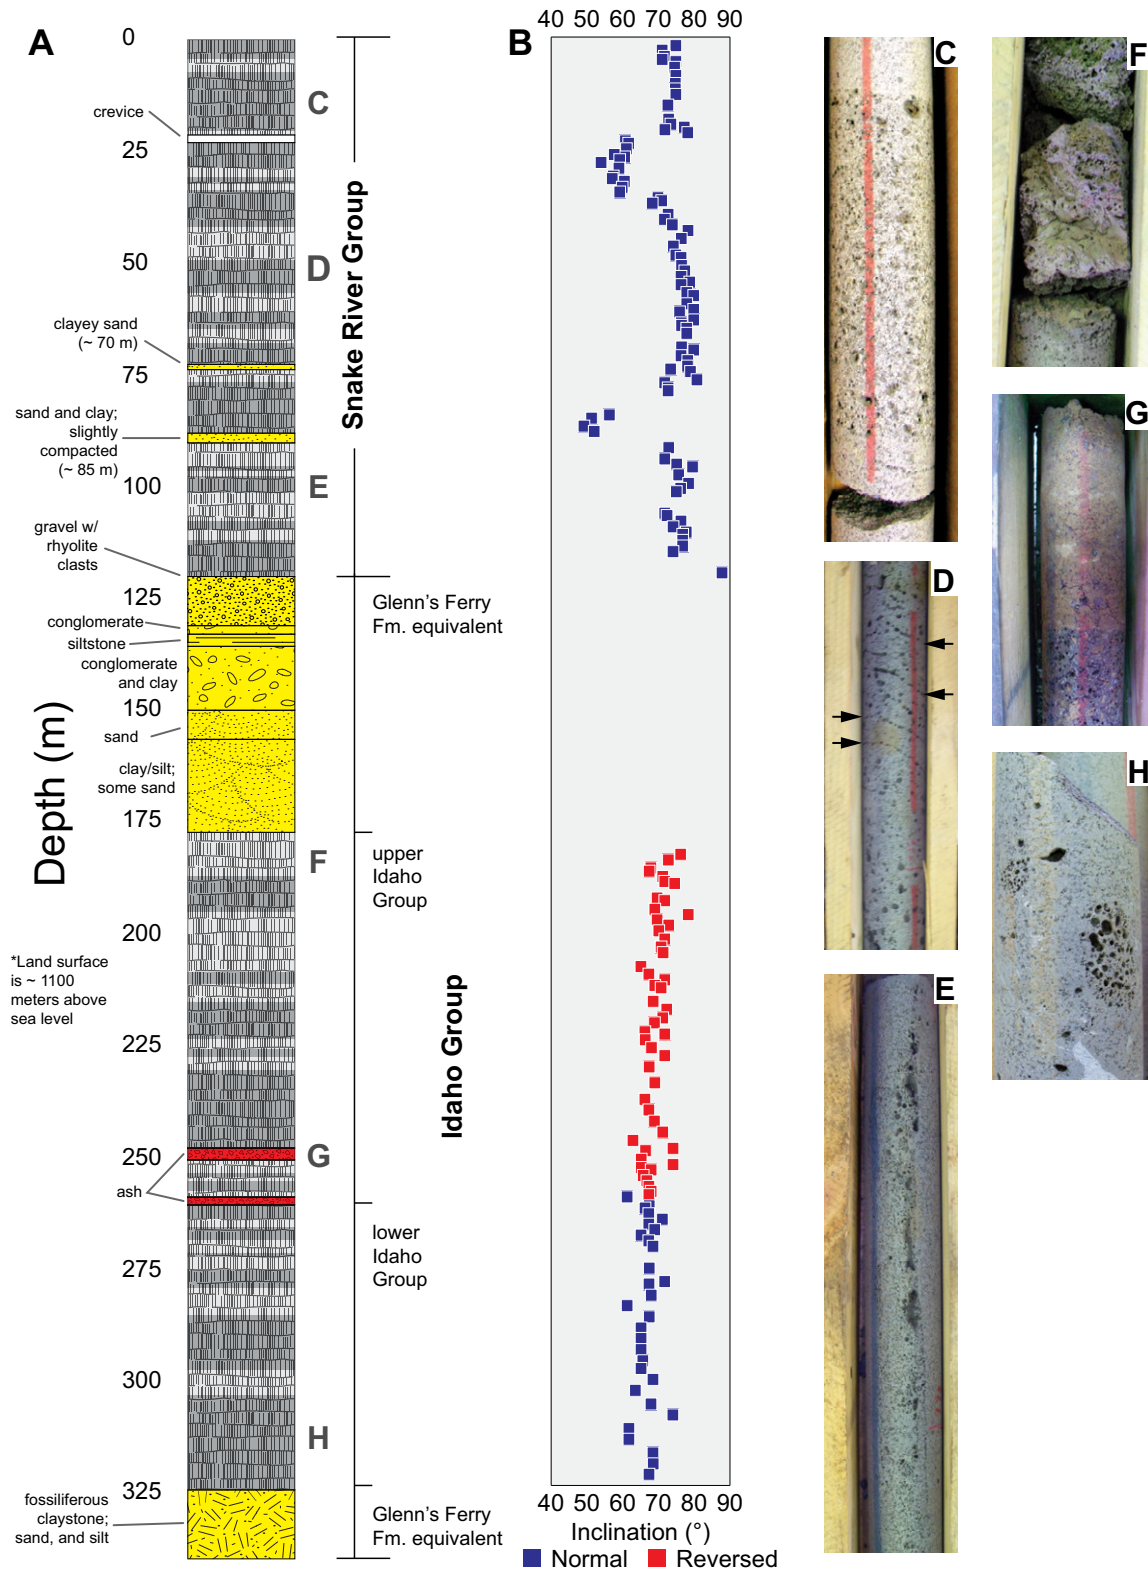 A
0
crevice
25
50
clayey sand
(~ 70 m)
75
sand and clay;
slightly
compacted
(~ 85 m)
100
gravel w/
rhyolite
clasts
125
conglomerate
siltstone
conglomerate
and clay
150
sand
clay/silt;
some sand
175
200
*Land surface
is ~ 1100
meters above
sea level
225
250
ash
275
300
325
fossiliferous
claystone;
sand, and silt
Depth (m)
C
D
E
F
G
H
Snake River Group
Glenn's Ferry
Fm. equivalent
upper
Idaho
Group
Idaho Group
lower
Idaho
Group
Glenn's Ferry
Fm. equivalent
B
40 50 60 70 80 90
40 50 60 70 80 90
Inclination (°)
Normal Reversed
C
D
E
F
G
H